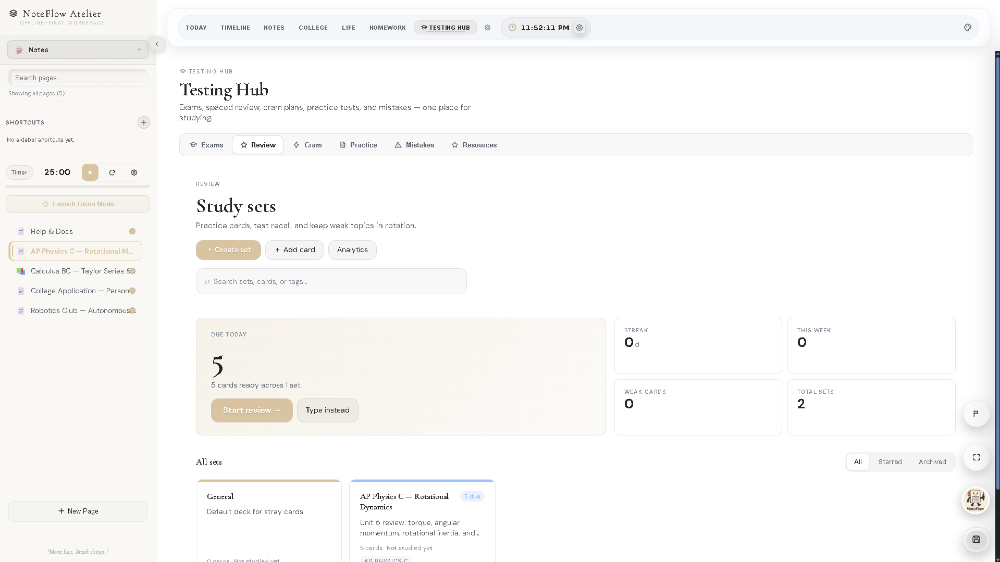 NoteFlow Atelier
OFFLINE-FIRST WORKSPACE
Notes
Search pages...
Showing all pages (5)
SHORTCUTS
No sidebar shortcuts yet.
Timer
25:00
Launch Focus Mode
Help & Docs
AP Physics C — Rotational M...
Calculus BC — Taylor Series &
College Application — Person
Robotics Club — Autonomous...
+ New Page
"Move fast. Break things."
TODAY
TIMELINE
NOTES
COLLEGE
LIFE
HOMEWORK
TESTING HUB
11:52:11 PM
TESTING HUB
Testing Hub
Exams, spaced review, cram plans, practice tests, and mistakes — one place for
studying.
Exams
Review
Cram
Practice
Mistakes
Resources
REVIEW
Study sets
Practice cards, test recall, and keep weak topics in rotation.
+ Create set
+ Add card
Analytics
Search sets, cards, or tags...
DUE TODAY
5
5 cards ready across 1 set.
Start review →
Type instead
STREAK
0 d
THIS WEEK
0
WEAK CARDS
0
TOTAL SETS
2
All sets
All
Starred
Archived
General
Default deck for stray cards.
0 cards Not studied yet
AP Physics C — Rotational
Dynamics
5 due
Unit 5 review: torque, angular
momentum, rotational inertia, and...
5 cards Not studied yet
AP PHYSICS C
NoteFlow